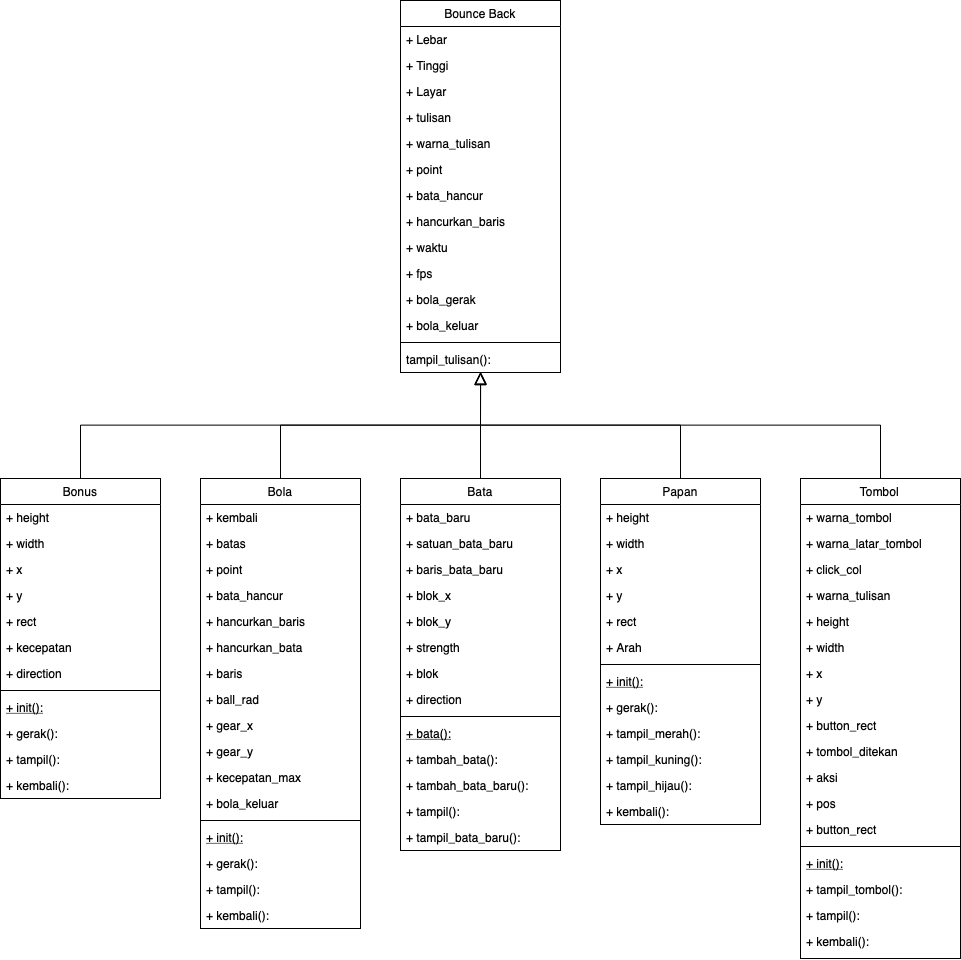 Bounce Back
+ Lebar
+ Tinggi
+ Layar
+ tulisan
+ warna_tulisan
+ point
+ bata_hancur
+ hancurkan_baris
+ waktu
+ fps
+ bola_gerak
+ bola_keluar
tampil_tulisan():
Bonus
+ height
+ width
+ x
+ y
+ rect
+ kecepatan
+ direction
+ init():
+ gerak():
+ tampil():
+ kembali():
Bola
+ kembali
+ batas
+ point
+ bata_hancur
+ hancurkan_baris
+ hancurkan_bata
+ baris
+ ball_rad
+ gear_x
+ gear_y
+ kecepatan_max
+ bola_keluar
+ init():
+ gerak():
+ tampil():
+ kembali():
Bata
+ bata_baru
+ satuan_bata_baru
+ baris_bata_baru
+ blok_x
+ blok_y
+ strength
+ blok
+ direction
+ bata():
+ tambah_bata():
+ tambah_bata_baru():
+ tampil():
+ tampil_bata_baru():
Papan
+ height
+ width
+ x
+ y
+ rect
+ Arah
+ init():
+ gerak():
+ tampil_merah():
+ tampil_kuning():
+ tampil_hijau():
+ kembali():
Tombol
+ warna_tombol
+ warna_latar_tombol
+ click_col
+ warna_tulisan
+ height
+ width
+ x
+ y
+ button_rect
+ tombol_ditekan
+ aksi
+ pos
+ button_rect
+ init():
+ tampil_tombol():
+ tampil():
+ kembali():